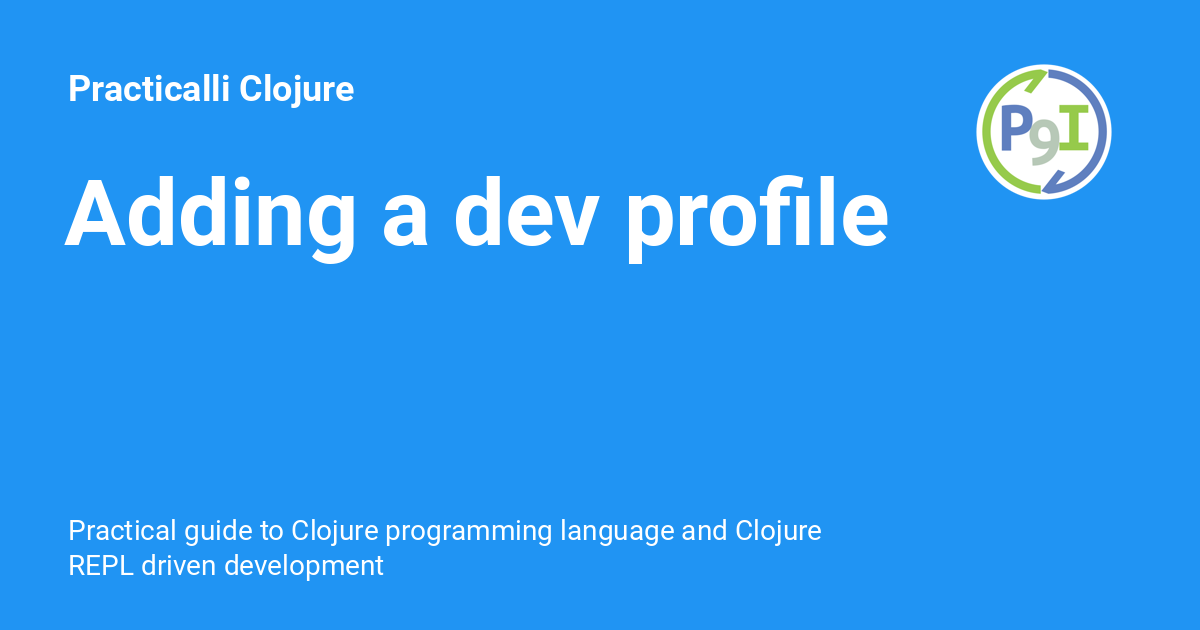 Practicalli Clojure
P9I
Adding a dev profile
Practical guide to Clojure programming language and Clojure
REPL driven development